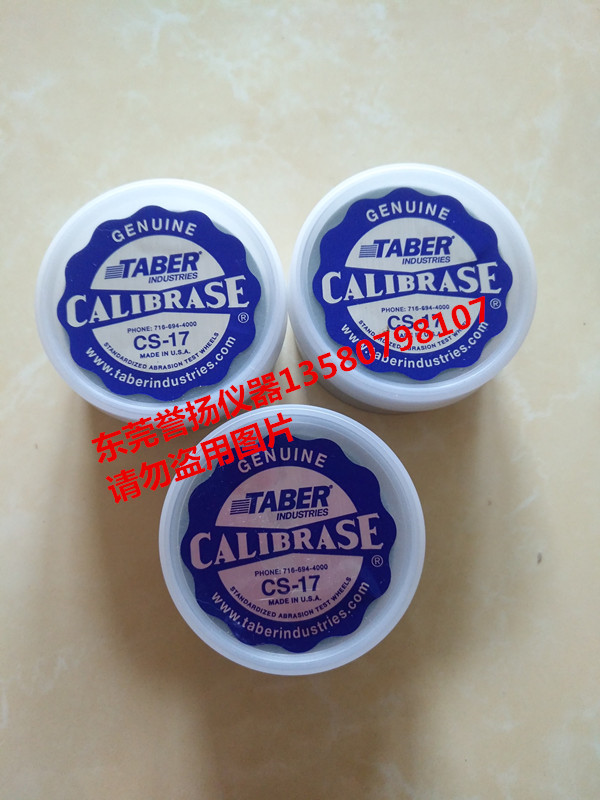 GENUINE
TABER®
INDUSTRIES
CALIBRASE®
PHONE: 716-694-4000
CS-17
MADE IN U.S.A.
STANDARDIZED ABRASION TEST WHEELS
www.taberindustries.com
GENUINE
TABER®
INDUSTRIES
CALIBRASE®
PHONE: 716-694-4000
CS-17
MADE IN U.S.A.
STANDARDIZED ABRASION TEST WHEELS
www.taberindustries.com
东莞誉扬仪器13580798107
请勿盗用图片
GENUINE
TABER®
INDUSTRIES
CALIBRASE®
PHONE: 716-694-4000
CS-17
MADE IN U.S.A.
STANDARDIZED ABRASION TEST WHEELS
www.taberindustries.com